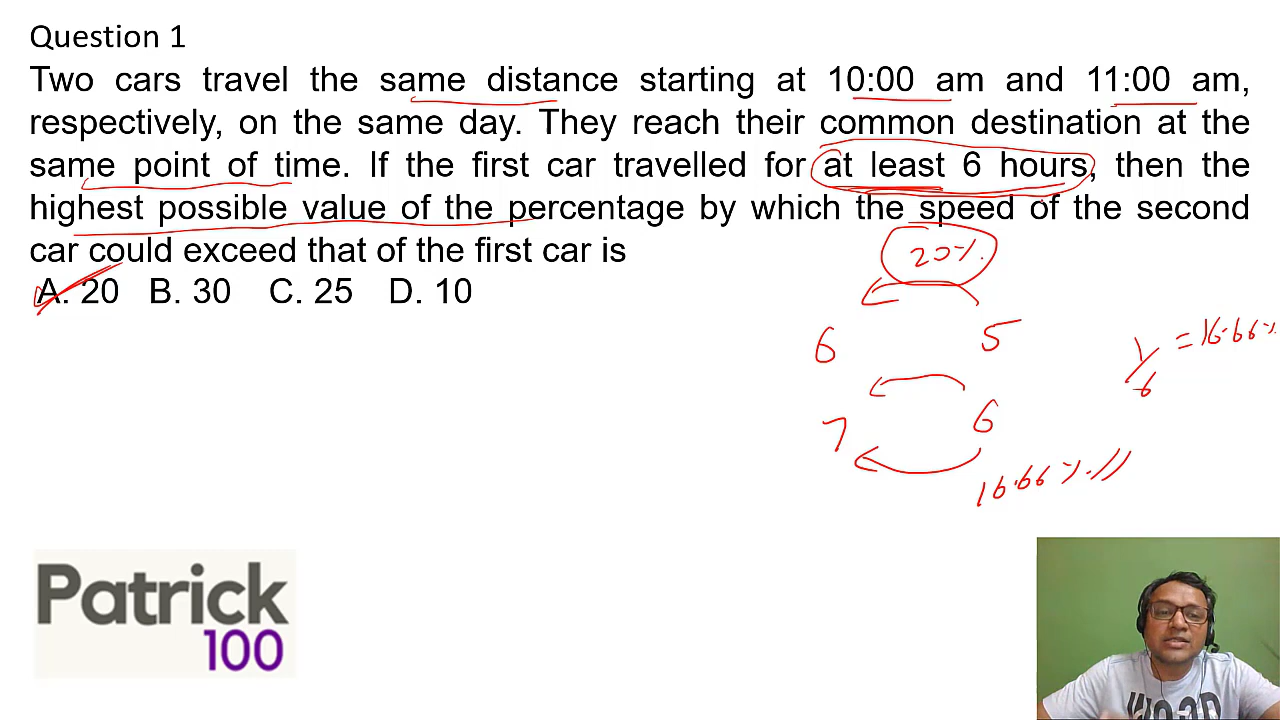 Question 1
Two cars travel the same distance starting at 10:00 am and 11:00 am,
respectively, on the same day. They reach their common destination at the
same point of time. If the first car travelled for at least 6 hours, then the
highest possible value of the percentage by which the speed of the second
car could exceed that of the first car is
20%.
A. 20 B. 30 C. 25 D. 10
6 5
1/6 = 16.66%
7 6
16.66%.
Patrick
100